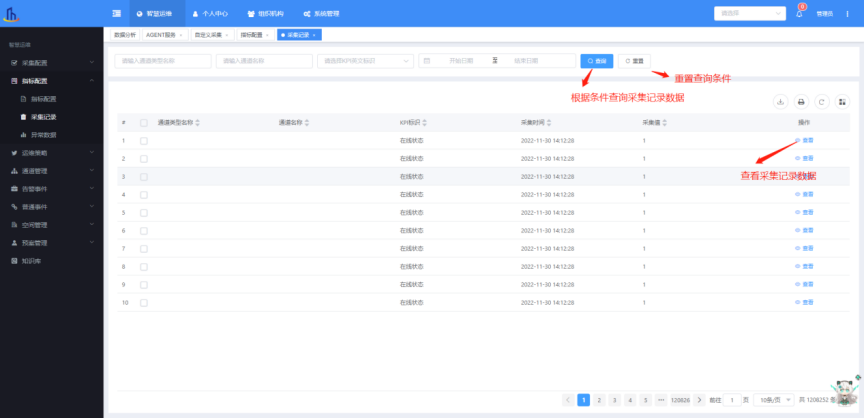 智慧运维 个人中心 组织机构 系统管理 请选择 8 管理员
智慧运维
数据分析 AGENT服务 × 自定义采集 × 指标配置 × 采集记录 ×
采集配置
指标配置
指标配置
采集记录
异常数据
运维策略
通道管理
告警事件
普通事件
空间管理
预案管理
知识库
请输入通道类型名称 请输入通道名称 请选择KPI英文标识 开始日期 至 结束日期 查询 重置
重置查询条件
根据条件查询采集记录数据
# 通道类型名称 通道名称 KPI标识 采集时间 采集值 操作
1 在线状态 2022-11-30 14:12:28 1 查看
2 在线状态 2022-11-30 14:12:28 1 查看
3 在线状态 2022-11-30 14:12:28 1
查看采集记录数据
4 在线状态 2022-11-30 14:12:28 1 查看
5 在线状态 2022-11-30 14:12:28 1 查看
6 在线状态 2022-11-30 14:12:28 1 查看
7 在线状态 2022-11-30 14:12:28 1 查看
8 在线状态 2022-11-30 14:12:28 1 查看
9 在线状态 2022-11-30 14:12:28 1 查看
10 在线状态 2022-11-30 14:12:28 1 查看
1 2 3 4 5 ··· 120826 前往 1 页 10条/页 共 1208252 条